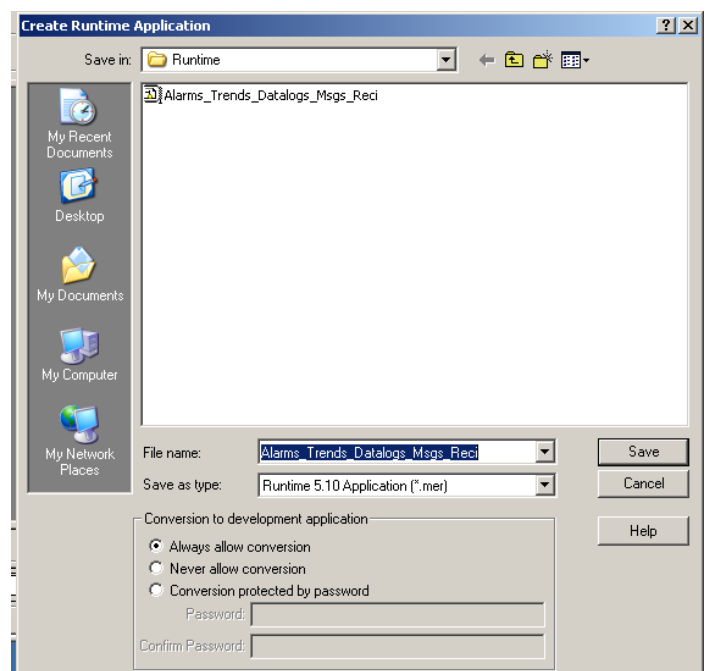 Create Runtime Application
Save in:
Runtime
Alarms_Trends_Datalogs_Msgs_Reci
My Recent
Documents
Desktop
My Documents
My Computer
My Network
Places
File name:
Alarms_Trends_Datalogs_Msgs_Reci
Save
Save as type:
Runtime 5.10 Application (*.mer)
Cancel
Conversion to development application
Help
Always allow conversion
Never allow conversion
Conversion protected by password
Password:
Confirm Password: